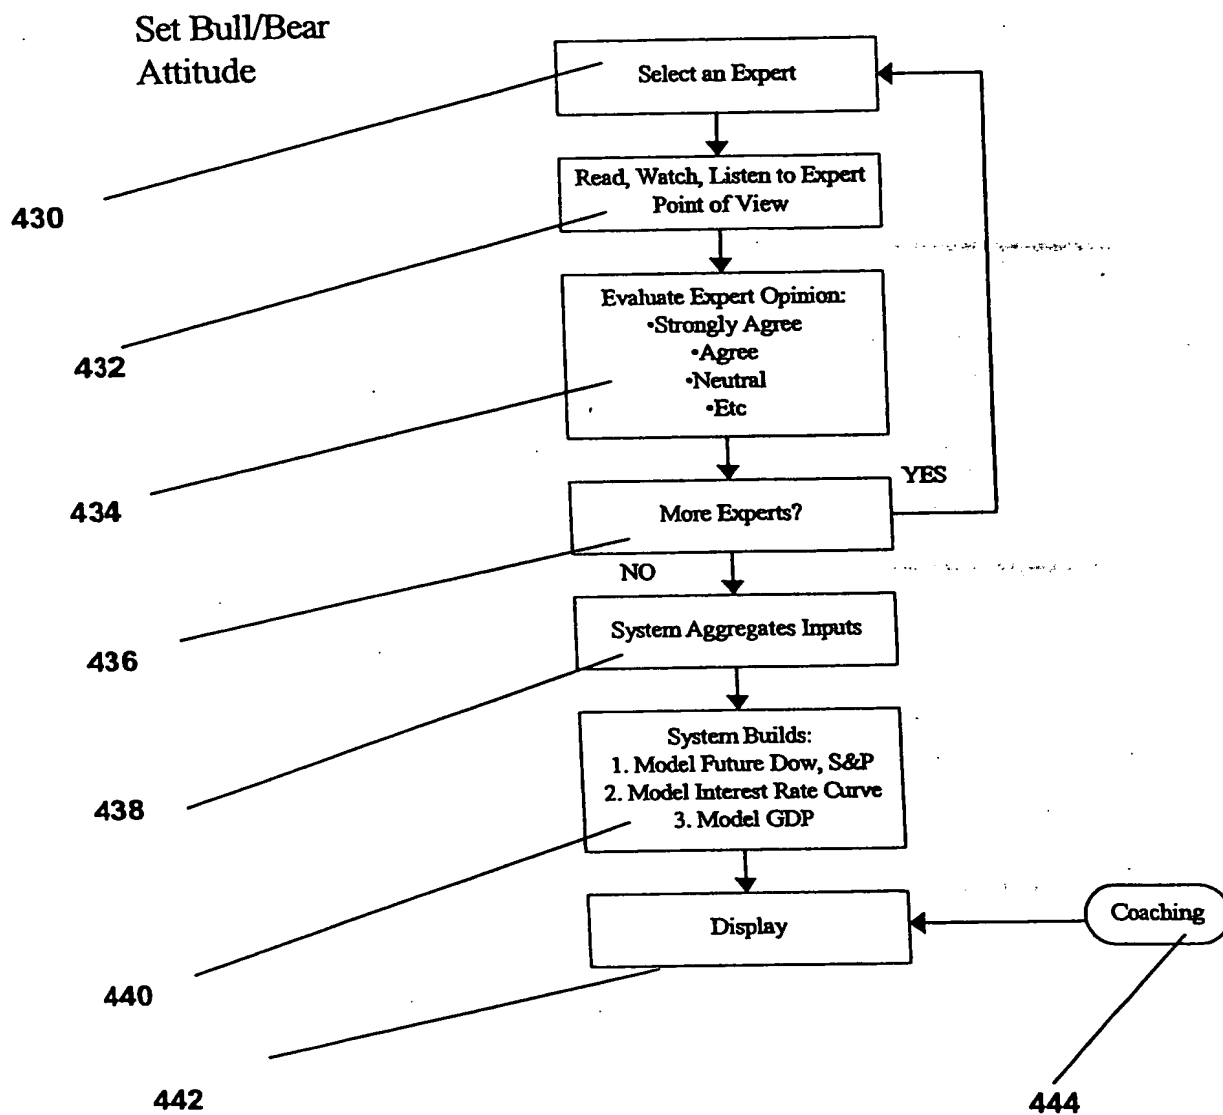 Set Bull/Bear
Attitude
Select an Expert
430
Read, Watch, Listen to Expert
Point of View
432
Evaluate Expert Opinion:
•Strongly Agree
•Agree
•Neutral
•Etc
434
More Experts?
YES
NO
436
System Aggregates Inputs
438
System Builds:
1. Model Future Dow, S&P
2. Model Interest Rate Curve
3. Model GDP
440
Display
Coaching
442
444